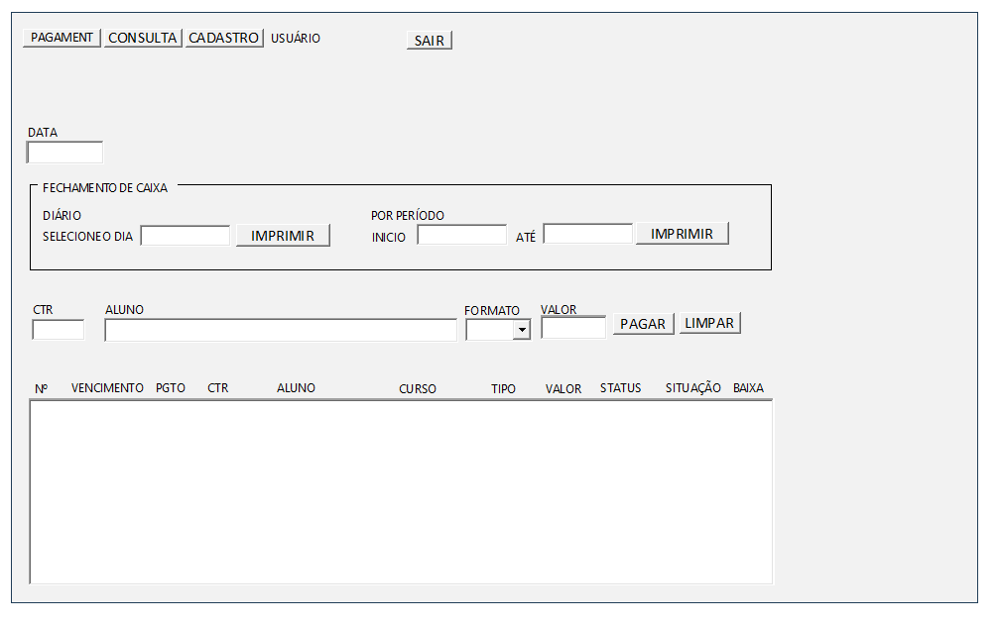 PAGAMENT CONSULTA CADASTRO USUÁRIO SAIR
DATA
FECHAMENTO DE CAIXA
DIÁRIO POR PERÍODO
SELECIONE O DIA IMPRIMIR INICIO ATÉ IMPRIMIR
CTR ALUNO FORMATO VALOR
PAGAR LIMPAR
Nº VENCIMENTO PGTO CTR ALUNO CURSO TIPO VALOR STATUS SITUAÇÃO BAIXA